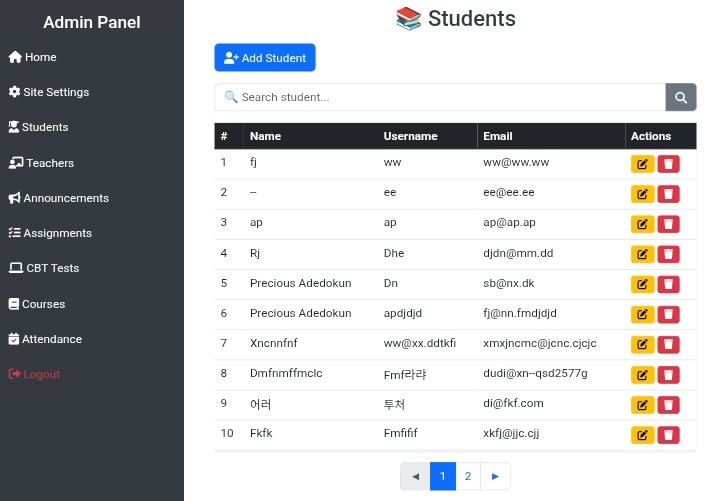 Admin Panel
Home
Site Settings
Students
Teachers
Announcements
Assignments
CBT Tests
Courses
Attendance
Logout
📚 Students
Add Student
🔍 Search student...
# Name Username Email Actions
1 fj ww ww@ww.ww
2 -- ee ee@ee.ee
3 ap ap ap@ap.ap
4 Rj Dhe djdn@mm.dd
5 Precious Adedokun Dn sb@nx.dk
6 Precious Adedokun apdjdjd fj@nn.fmdjdjd
7 Xncnnfnf ww@xx.ddtkfi xmxjncmc@jcnc.cjcjc
8 Dmfnmffmclc Fmf라랴 dudi@xn--qsd2577g
9 어러 투처 di@fkf.com
10 Fkfk Fmfifif xkfj@jjc.cjj
◄ 1 2 ►